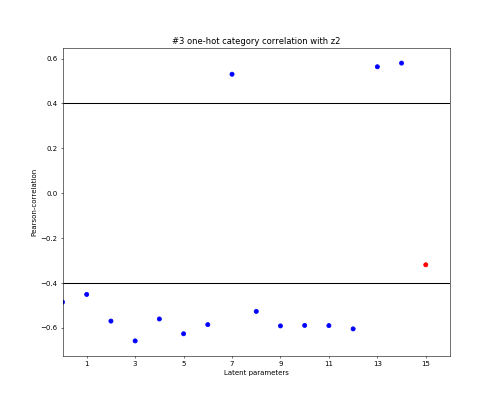 #3 one-hot category correlation with z2
0.6
0.4
0.2
0.0
−0.2
−0.4
−0.6
Pearson-correlation
1 3 5 7 9 11 13 15
Latent parameters